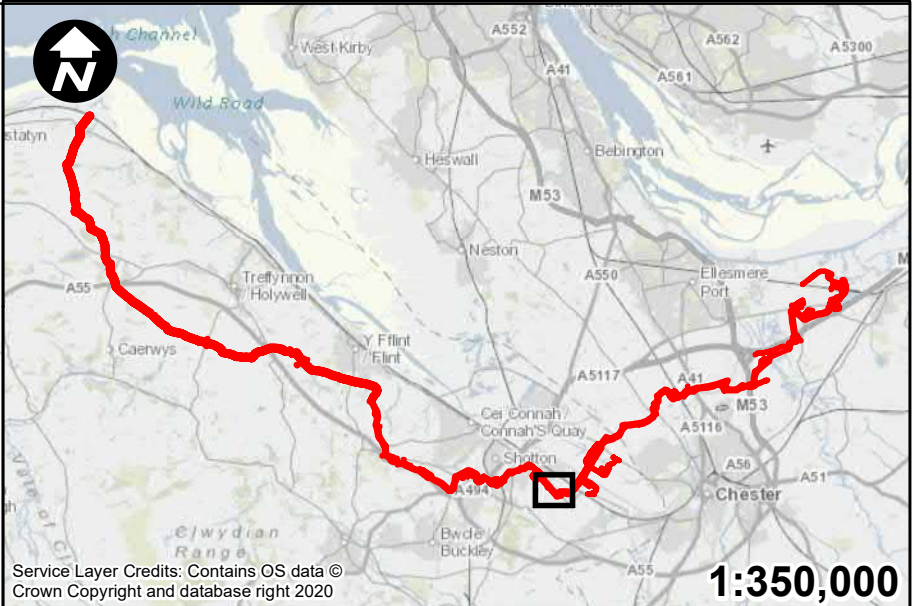 N
West Kirby
A552
A562
A5300
A41
A561
Wild Road
statyn
Heswall
Bebington
M53
Neston
A550
Ellesmere
Port
Treffynnon
Holywell
A55
Caerwys
Y Fflint
Flint
A5117
A41
M53
Cei Connah
Connah'S Quay
A5116
Shotton
A56
A51
A494
Chester
Clwydian
Range
Bwcle
Buckley
A55
Service Layer Credits: Contains OS data ©
Crown Copyright and database right 2020
1:350,000